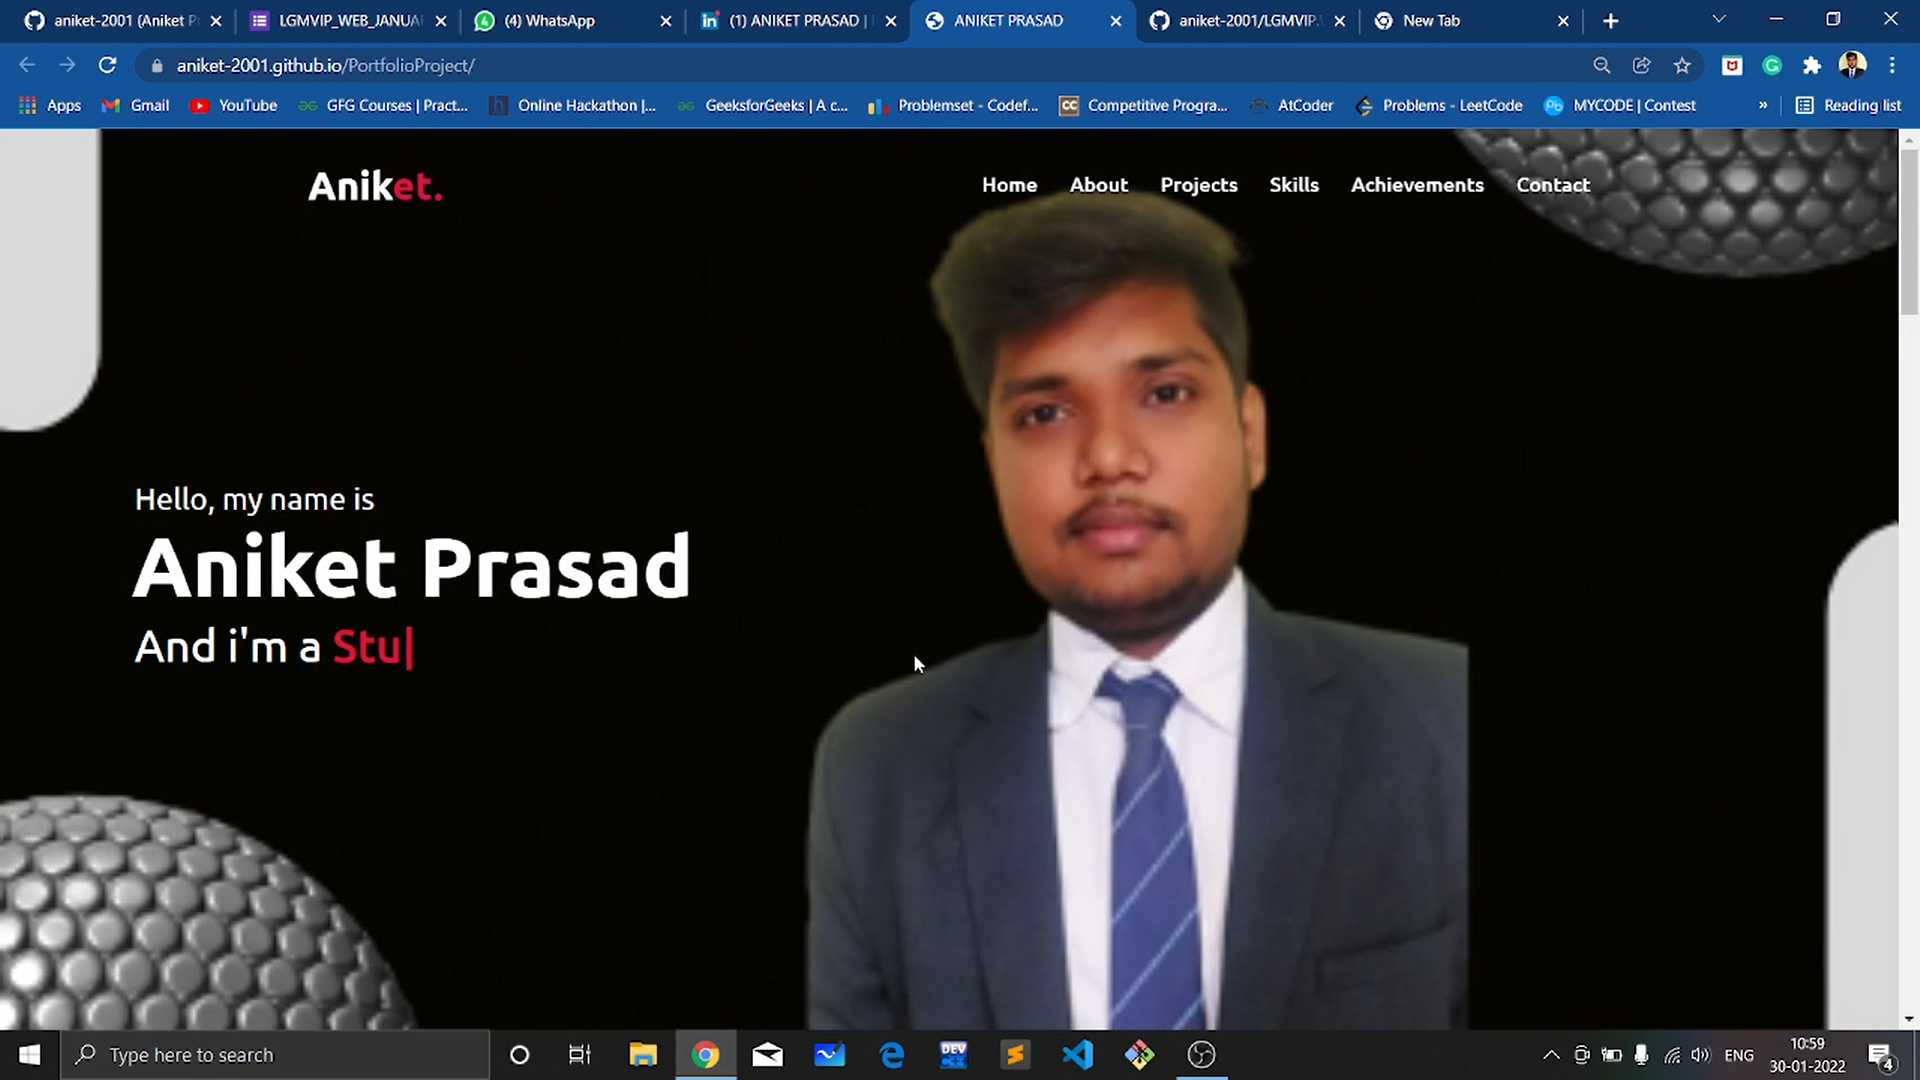 aniket-2001 (Aniket P
LGMVIP_WEB_JANUAF
(4) WhatsApp
(1) ANIKET PRASAD |
ANIKET PRASAD
aniket-2001/LGMVIP.
New Tab
aniket-2001.github.io/PortfolioProject/
Apps
Gmail
YouTube
GFG Courses | Pract...
Online Hackathon |...
GeeksforGeeks | A c...
Problemset - Codef...
Competitive Progra...
AtCoder
Problems - LeetCode
MYCODE | Contest
»
Reading list
Aniket.
Home
About
Projects
Skills
Achievements
Contact
Hello, my name is
Aniket Prasad
And i'm a Stu|
Type here to search
DEV
ENG
10:59
30-01-2022
4